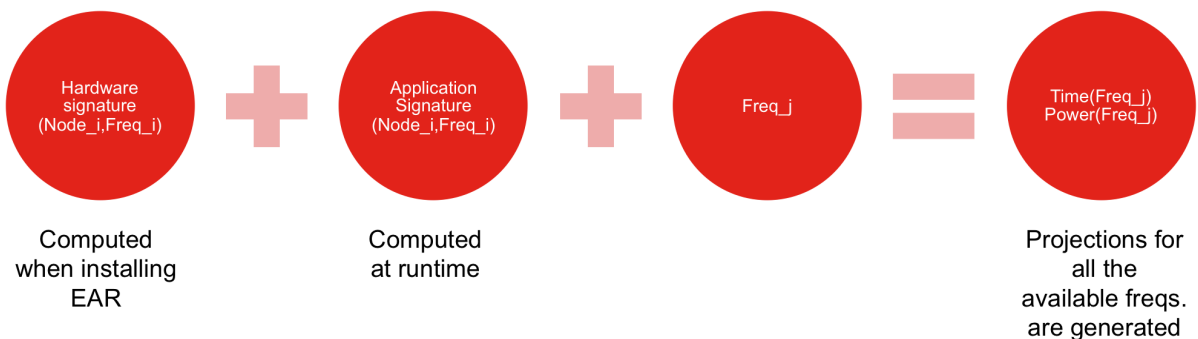 Hardware
signature
(Node_i,Freq_i)
Application
Signature
(Node_i,Freq_i)
Freq_j
Time(Freq_j)
Power(Freq_j)
Computed
when installing
EAR
Computed
at runtime
Projections for
all the
available freqs.
are generated